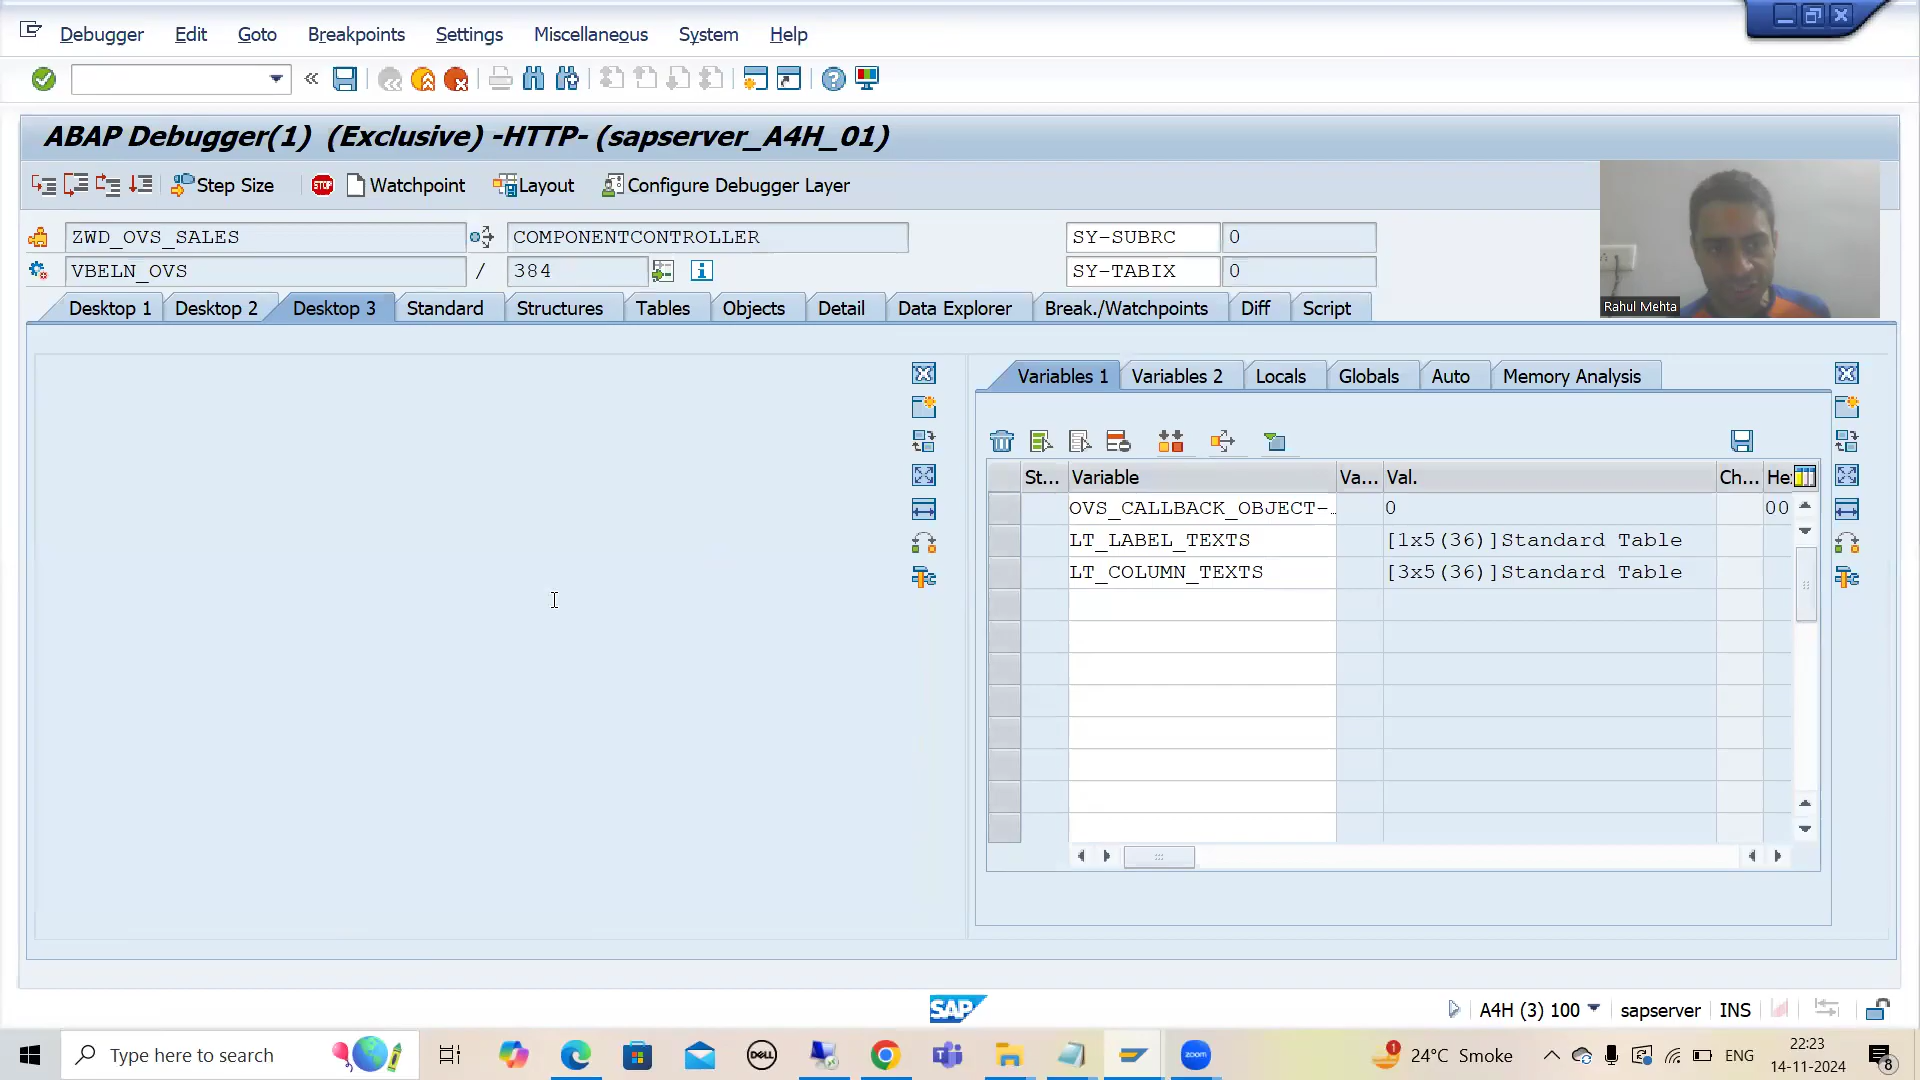 Debugger Edit Goto Breakpoints Settings Miscellaneous System Help
ABAP Debugger(1) (Exclusive) -HTTP- (sapserver_A4H_01)
Step Size STOP Watchpoint Layout Configure Debugger Layer
ZWD_OVS_SALES COMPONENTCONTROLLER SY-SUBRC 0
VBELN_OVS / 384 SY-TABIX 0
Rahul Mehta
Desktop 1 Desktop 2 Desktop 3 Standard Structures Tables Objects Detail Data Explorer Break./Watchpoints Diff Script
Variables 1 Variables 2 Locals Globals Auto Memory Analysis
St... Variable Va... Val. Ch... He
OVS_CALLBACK_OBJECT-... 0 00
LT_LABEL_TEXTS [1x5(36)]Standard Table
LT_COLUMN_TEXTS [3x5(36)]Standard Table
SAP A4H (3) 100 sapserver INS
Type here to search DELL zoom 1 24°C Smoke ENG 22:23
14-11-2024 8